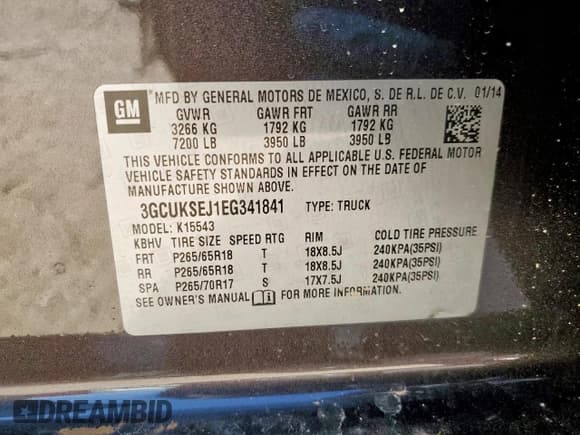 GM
*MFD BY GENERAL MOTORS DE MEXICO, S. DE R.L. DE C.V. 01/14
GVWR GAWR FRT GAWR RR
3266 KG 1792 KG 1792 KG
7200 LB 3950 LB 3950 LB
THIS VEHICLE CONFORMS TO ALL APPLICABLE U.S. FEDERAL MOTOR
VEHICLE SAFETY STANDARDS IN EFFECT ON THE DATE OF
MANUFACTURE SHOWN ABOVE.
3GCUKSEJ1EG341841 TYPE: TRUCK
MODEL: K15543
KBHV TIRE SIZE SPEED RTG RIM COLD TIRE PRESSURE
FRT P265/65R18 T 18X8.5J 240KPA(35PSI)
RR P265/65R18 T 18X8.5J 240KPA(35PSI)
SPA P265/70R17 S 17X7.5J 240KPA(35PSI)
SEE OWNER'S MANUAL FOR MORE INFORMATION.
DREAMBID